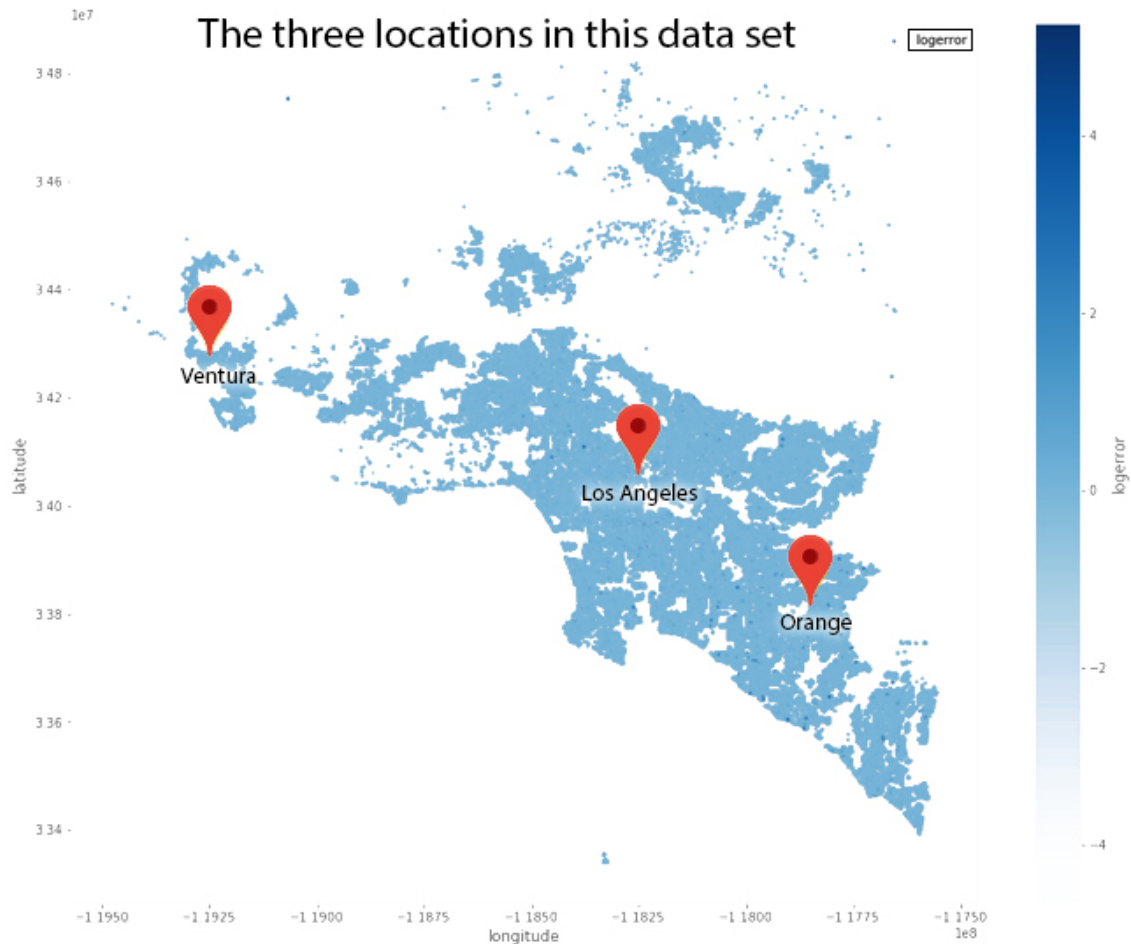 1e7
The three locations in this data set
logerror
3 48
3 46
3 44
3 42
3 40
3 38
3 36
3 34
latitude
Ventura
Los Angeles
Orange
−1 1950
−1 1925
−1 1900
−1 1875
−1 1850
−1 1825
−1 1800
−1 1775
−1 1750
1e8
longitude
4
2
0
−2
−4
logerror